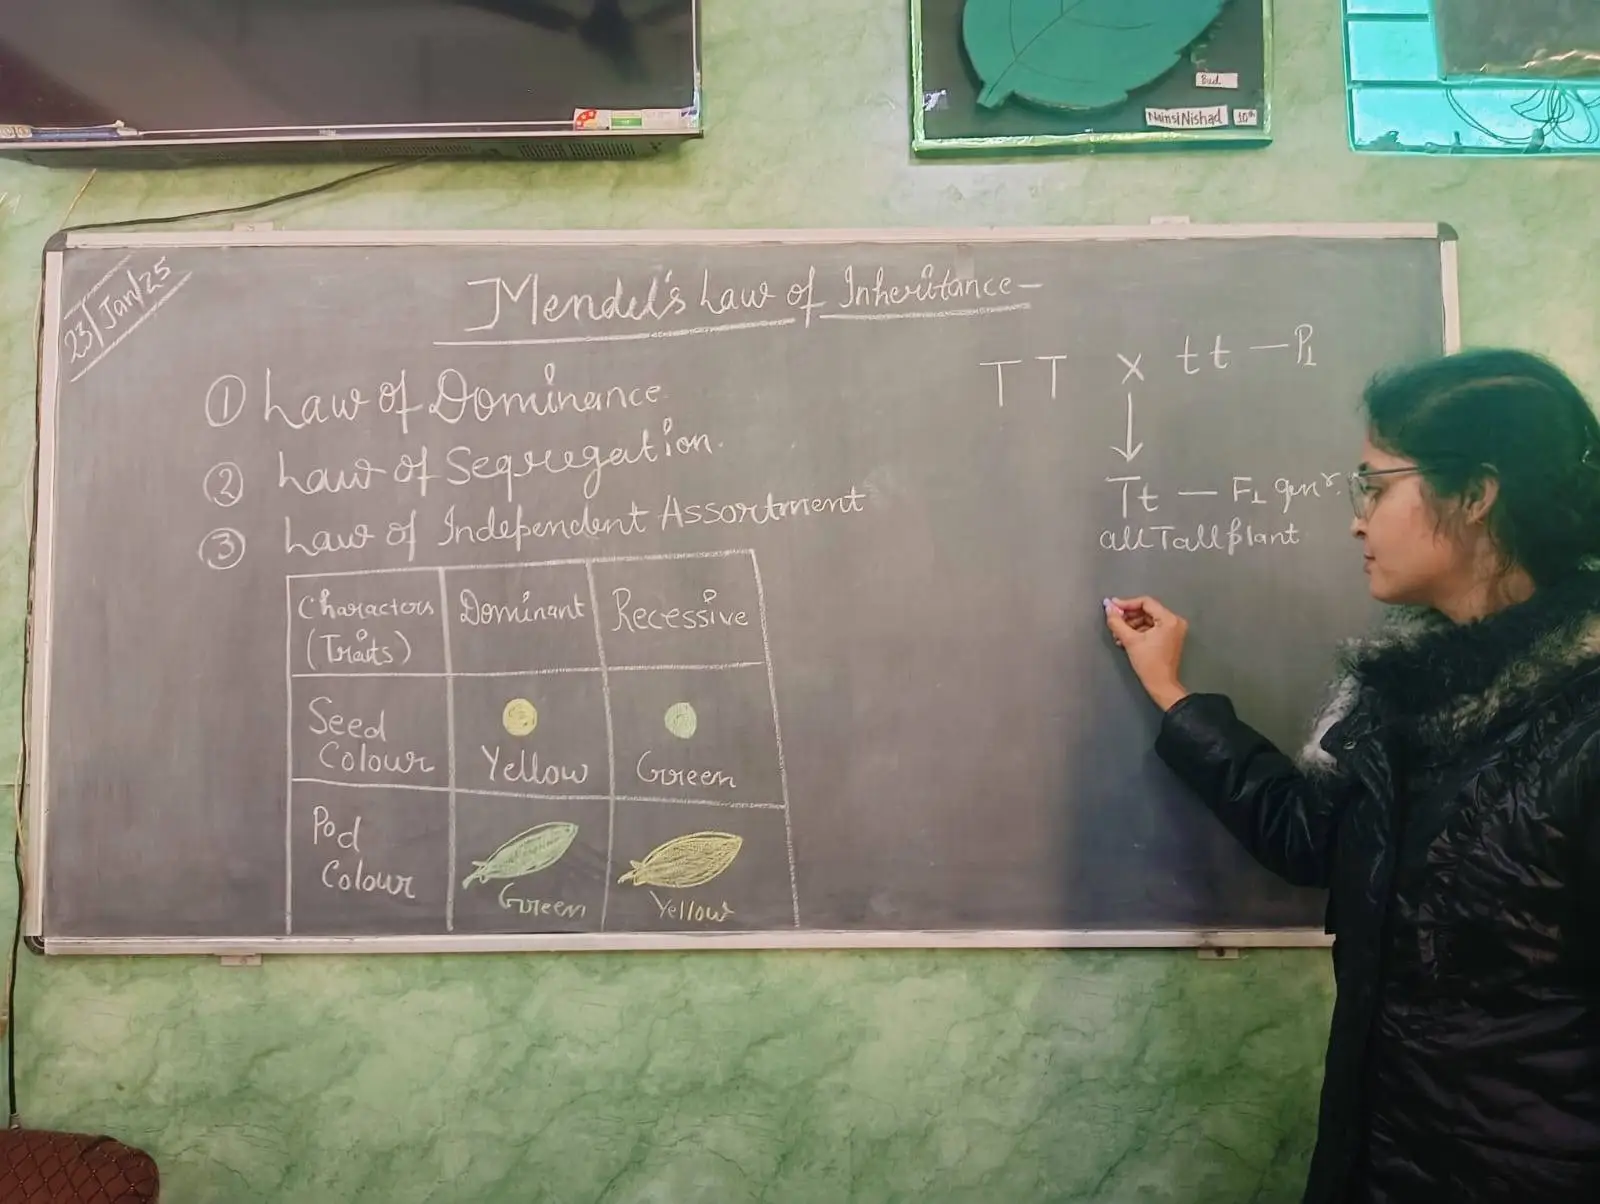 Bud
Nainsi Nishad 10th
23/Jan/25
Mendel's Law of Inheritance -
① Law of Dominance
② Law of Segregation.
③ Law of Independent Assortment
TT × tt - P1
Tt - F1 genr.
all Tall plant
Characters (Traits) Dominant Recessive
Seed Colour Yellow Green
Pod Colour Green Yellow